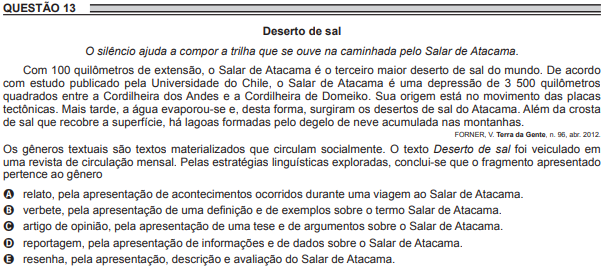 QUESTÃO 13
Deserto de sal
O silêncio ajuda a compor a trilha que se ouve na caminhada pelo Salar de Atacama.
Com 100 quilômetros de extensão, o Salar de Atacama é o terceiro maior deserto de sal do mundo. De acordo
com estudo publicado pela Universidade do Chile, o Salar de Atacama é uma depressão de 3 500 quilômetros
quadrados entre a Cordilheira dos Andes e a Cordilheira de Domeiko. Sua origem está no movimento das placas
tectônicas. Mais tarde, a água evaporou-se e, desta forma, surgiram os desertos de sal do Atacama. Além da crosta
de sal que recobre a superfície, há lagoas formadas pelo degelo de neve acumulada nas montanhas.
FORNER, V. Terra da Gente, n. 96, abr. 2012.
Os gêneros textuais são textos materializados que circulam socialmente. O texto Deserto de sal foi veiculado em
uma revista de circulação mensal. Pelas estratégias linguísticas exploradas, conclui-se que o fragmento apresentado
pertence ao gênero
A relato, pela apresentação de acontecimentos ocorridos durante uma viagem ao Salar de Atacama.
B verbete, pela apresentação de uma definição e de exemplos sobre o termo Salar de Atacama.
C artigo de opinião, pela apresentação de uma tese e de argumentos sobre o Salar de Atacama.
D reportagem, pela apresentação de informações e de dados sobre o Salar de Atacama.
E resenha, pela apresentação, descrição e avaliação do Salar de Atacama.